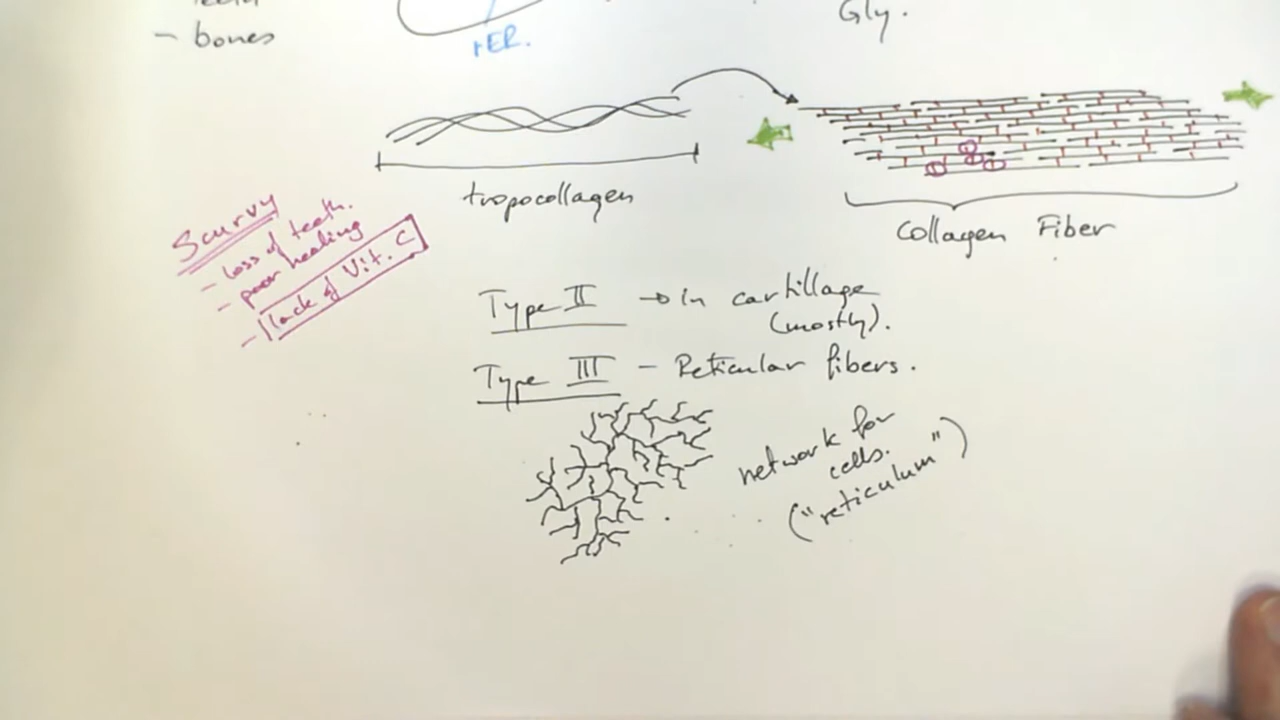 - bones
rER.
Gly.
tropocollagen
Collagen Fiber
Scurvy
- loss of teeth.
- poor healing
- lack of Vit. C
Type II → In cartillage
(mostly).
Type III - Reticular fibers.
network for
cells.
("reticulum")